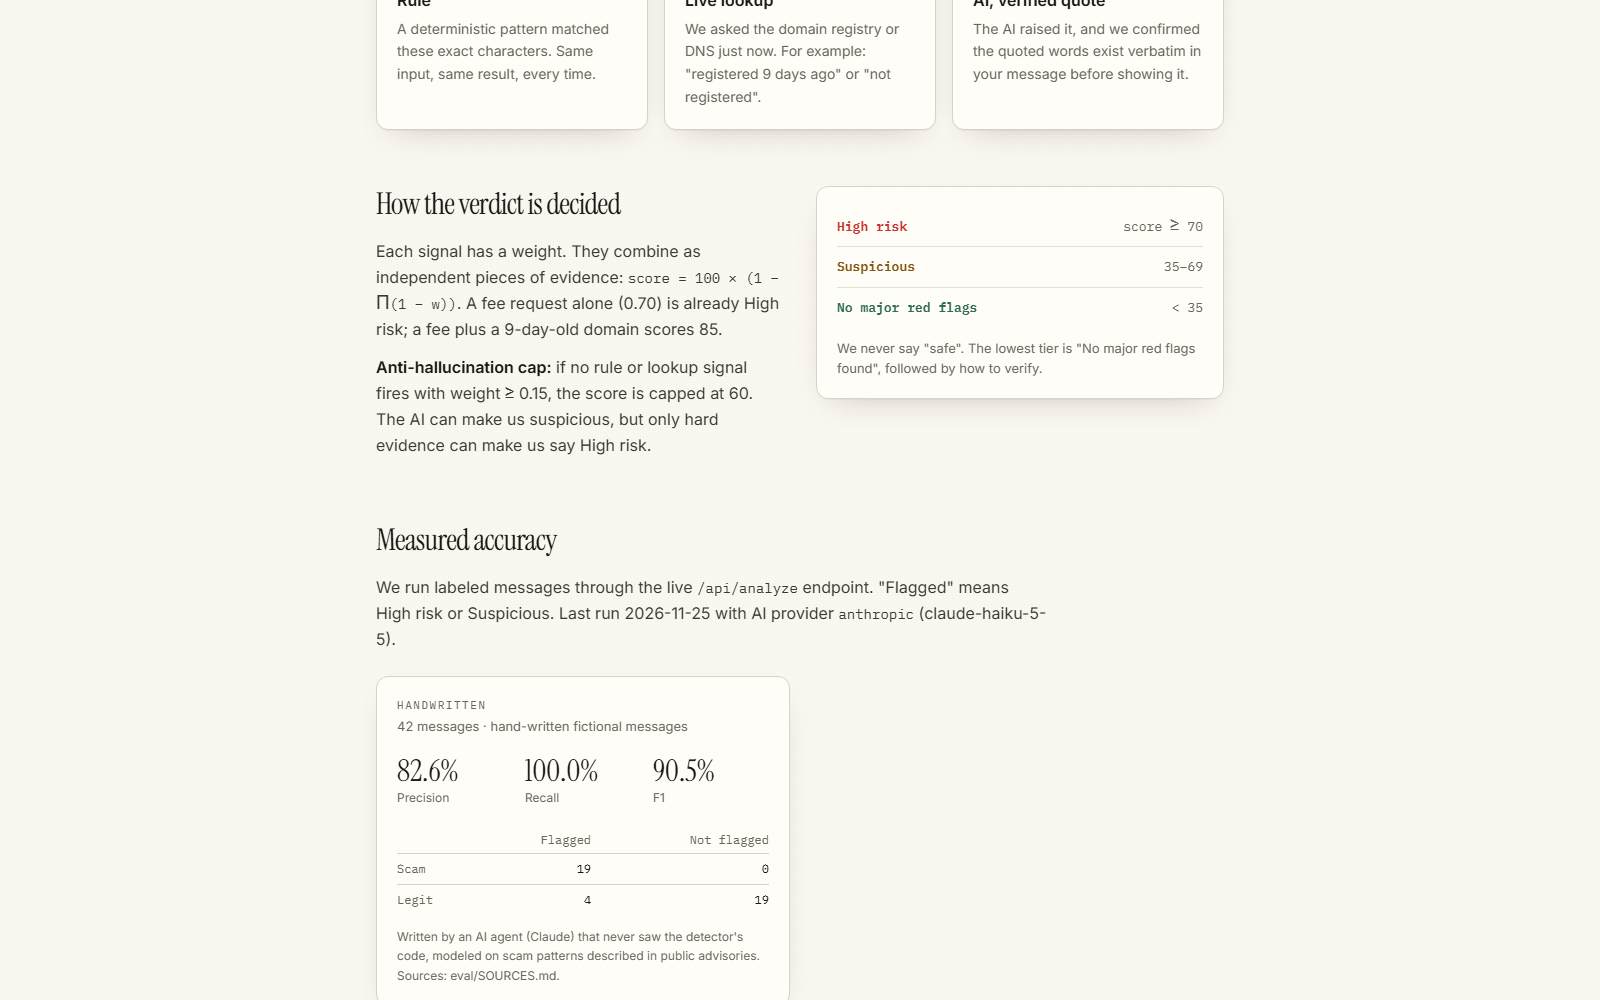 Rule
A deterministic pattern matched
these exact characters. Same
input, same result, every time.
Live lookup
We asked the domain registry or
DNS just now. For example:
"registered 9 days ago" or "not
registered".
AI, verified quote
The AI raised it, and we confirmed
the quoted words exist verbatim in
your message before showing it.
How the verdict is decided
Each signal has a weight. They combine as
independent pieces of evidence: score = 100 × (1 −
Π(1 − w)). A fee request alone (0.70) is already High
risk; a fee plus a 9-day-old domain scores 85.
Anti-hallucination cap: if no rule or lookup signal
fires with weight ≥ 0.15, the score is capped at 60.
The AI can make us suspicious, but only hard
evidence can make us say High risk.
High risk score ≥ 70
Suspicious 35–69
No major red flags < 35
We never say "safe". The lowest tier is "No major red flags
found", followed by how to verify.
Measured accuracy
We run labeled messages through the live /api/analyze endpoint. "Flagged" means
High risk or Suspicious. Last run 2026-11-25 with AI provider anthropic (claude-haiku-5-
5).
HANDWRITTEN
42 messages · hand-written fictional messages
82.6% 100.0% 90.5%
Precision Recall F1
Flagged Not flagged
Scam 19 0
Legit 4 19
Written by an AI agent (Claude) that never saw the detector's
code, modeled on scam patterns described in public advisories.
Sources: eval/SOURCES.md.